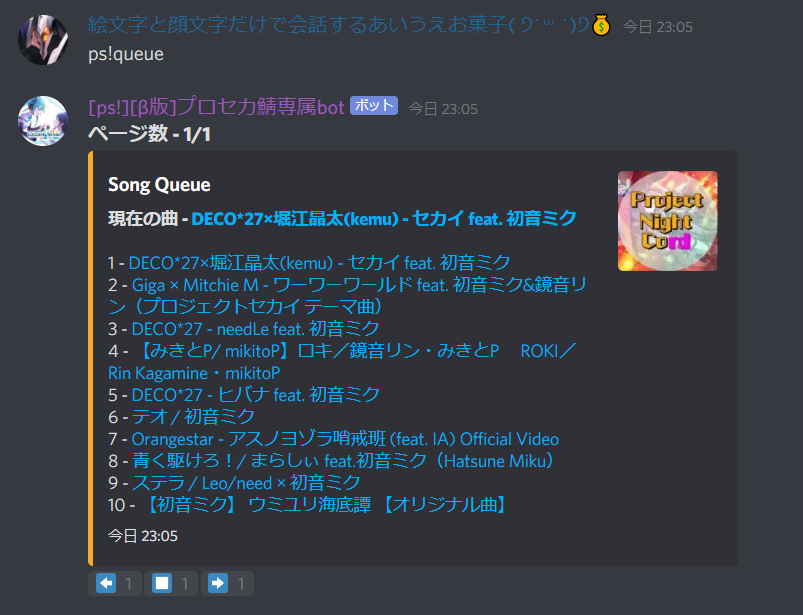 絵文字と顔文字だけで会話するあいうえお菓子( ᐛ💰 今日 23:05
ps!queue
[ps!][β版]プロセカ鯖専属bot ボット 今日 23:05
ページ数 - 1/1
Song Queue
Project
Night
Cord
現在の曲 - DECO*27×堀江晶太(kemu) - セカイ feat. 初音ミク
1 - DECO*27×堀江晶太(kemu) - セカイ feat. 初音ミク
2 - Giga × Mitchie M - ワーワーワールド feat. 初音ミク&鏡音リ
ン（プロジェクトセカイ テーマ曲）
3 - DECO*27 - needLe feat. 初音ミク
4 - 【みきとP/ mikitoP】ロキ／鏡音リン・みきとP　ROKI／
Rin Kagamine・mikitoP
5 - DECO*27 - ヒバナ feat. 初音ミク
6 - テオ / 初音ミク
7 - Orangestar - アスノヨゾラ哨戒班 (feat. IA) Official Video
8 - 青く駆けろ！/ まらしぃ feat.初音ミク（Hatsune Miku）
9 - ステラ / Leo/need × 初音ミク
10 - 【初音ミク】 ウミユリ海底譚 【オリジナル曲】
今日 23:05
1 1 1